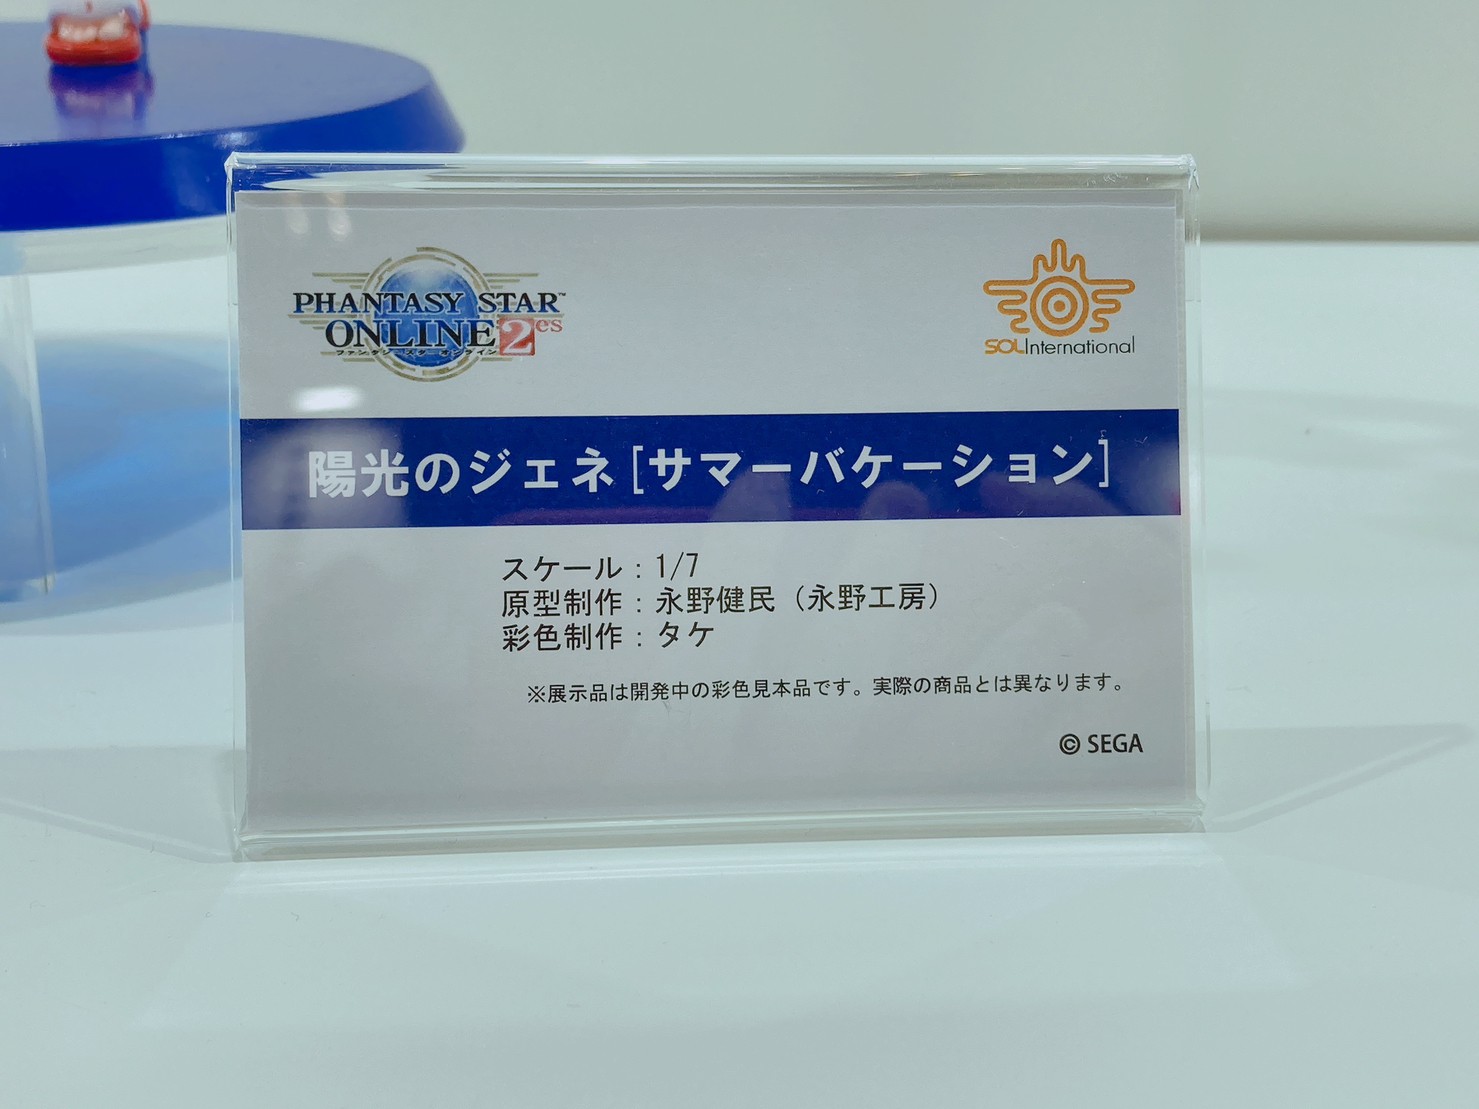 PHANTASY STAR™
ONLINE 2 es
ファンタシースターオンライン
SOL International
陽光のジェネ[サマーバケーション]
スケール：1/7
原型制作：永野健民（永野工房）
彩色制作：タケ
※展示品は開発中の彩色見本品です。実際の商品とは異なります。
© SEGA